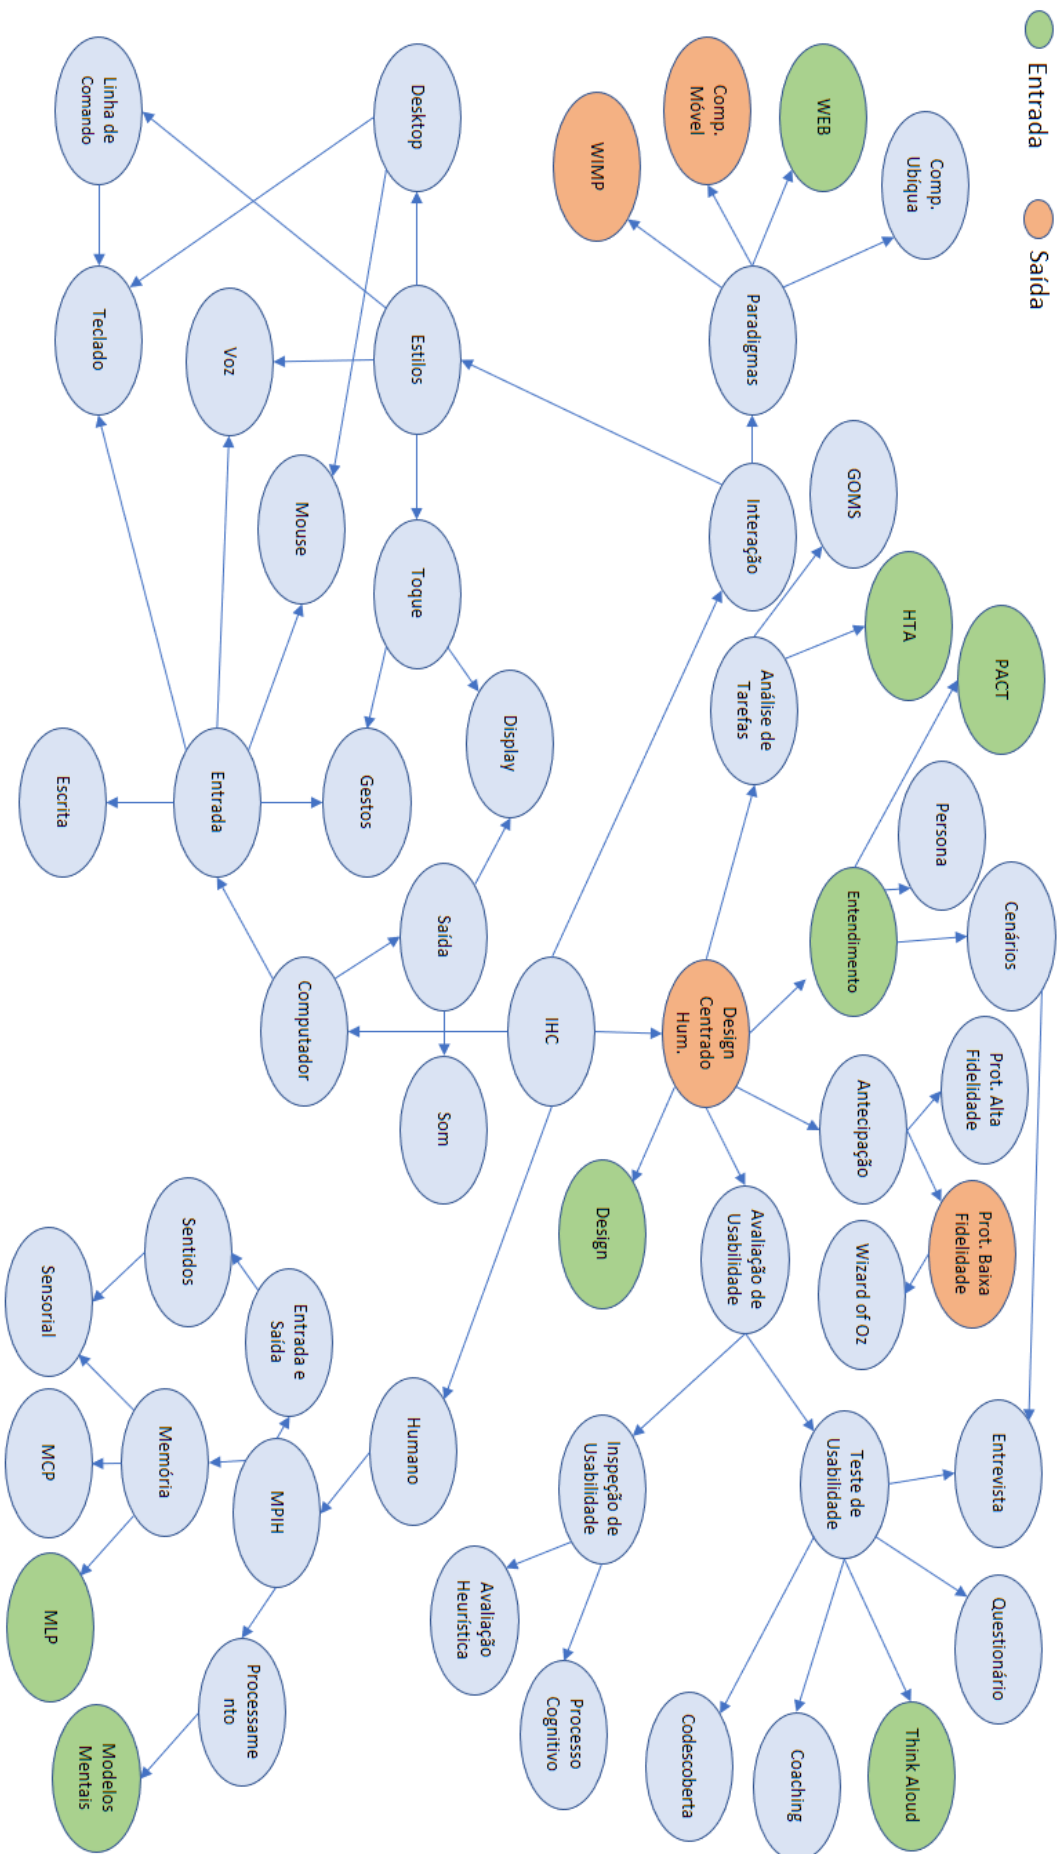 Entrada
Saída
Linha de
Comando
Desktop
WIMP
Comp.
Móvel
WEB
Comp.
Ubíqua
Teclado
Voz
Estilos
Paradigmas
Mouse
Toque
Interação
GOMS
HTA
PACT
Análise de
Tarefas
Display
Escrita
Entrada
Gestos
Persona
Cenários
Entendimento
Saída
Computador
IHC
Design
Centrado
Hum.
Som
Antecipação
Prot. Alta
Fidelidade
Prot. Baixa
Fidelidade
Wizard of Oz
Avaliação de
Usabilidade
Design
Sentidos
Sensorial
Entrada e
Saída
Humano
Memória
MCP
MPIH
Inspeção de
Usabilidade
Teste de
Usabilidade
Entrevista
MLP
Avaliação
Heurística
Questionário
Processame
nto
Processo
Cognitivo
Modelos
Mentais
Codescoberta
Coaching
Think Aloud